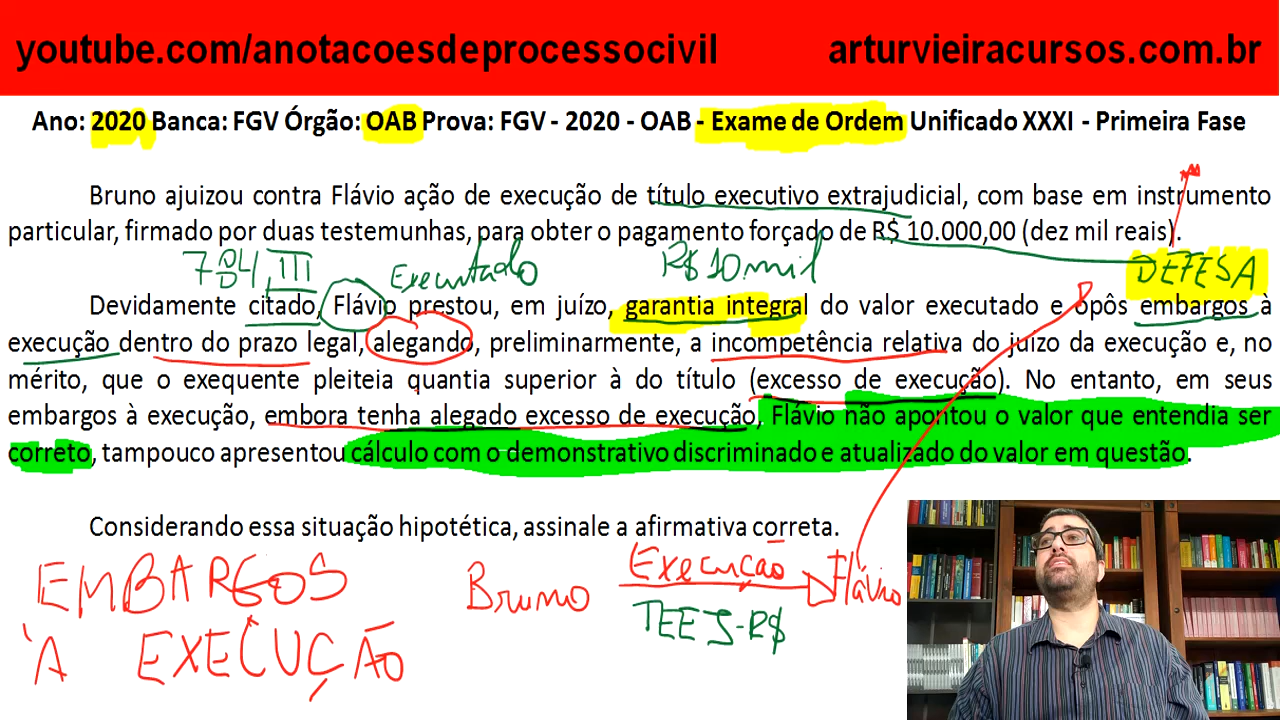 youtube.com/anotacoesdeprocessocivil arturvieiracursos.com.br
Ano: 2020 Banca: FGV Órgão: OAB Prova: FGV - 2020 - OAB - Exame de Ordem Unificado XXXI - Primeira Fase
Bruno ajuizou contra Flávio ação de execução de título executivo extrajudicial, com base em instrumento
particular, firmado por duas testemunhas, para obter o pagamento forçado de R$ 10.000,00 (dez mil reais).
784, III Executado R$ 10 mil DEFESA
Devidamente citado, Flávio prestou, em juízo, garantia integral do valor executado e opôs embargos à
execução dentro do prazo legal, alegando, preliminarmente, a incompetência relativa do juízo da execução e, no
mérito, que o exequente pleiteia quantia superior à do título (excesso de execução). No entanto, em seus
embargos à execução, embora tenha alegado excesso de execução, Flávio não apontou o valor que entendia ser
correto, tampouco apresentou cálculo com o demonstrativo discriminado e atualizado do valor em questão.
Considerando essa situação hipotética, assinale a afirmativa correta.
EMBARGOS Bruno Execução Flávio
À EXECUÇÃO TEEJ-R$